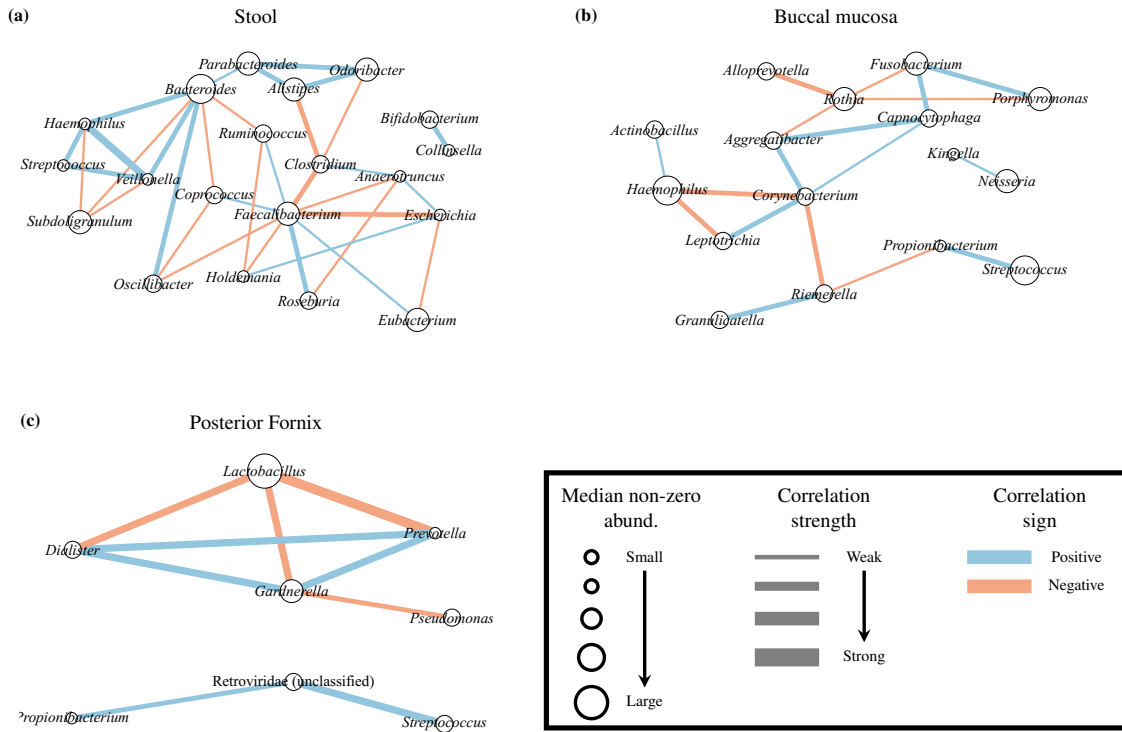 (a)
Stool
Parabacteroides
Odoribacter
Bacteroides
Alistipes
Haemophilus
Ruminococcus
Bifidobacterium
Collinsella
Streptococcus
Veillonella
Clostridium
Anaerotruncus
Coprococcus
Subdoligranulum
Faecalibacterium
Escherichia
Oscillibacter
Holdemania
Roseburia
Eubacterium
(b)
Buccal mucosa
Alloprevotella
Fusobacterium
Rothia
Porphyromonas
Actinobacillus
Capnocytophaga
Aggregatibacter
Kingella
Haemophilus
Corynebacterium
Neisseria
Leptotrichia
Propionibacterium
Streptococcus
Riemerella
Granulicatella
(c)
Posterior Fornix
Lactobacillus
Prevotella
Dialister
Gardnerella
Pseudomonas
Retroviridae (unclassified)
Propionibacterium
Streptococcus
Median non-zero
abund.
Small
Large
Correlation
strength
Weak
Strong
Correlation
sign
Positive
Negative